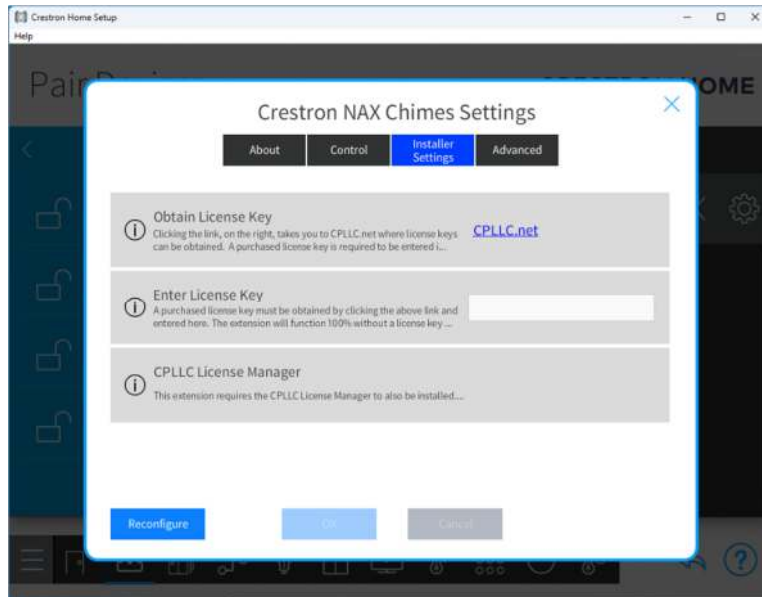 Crestron Home Setup
Help
Pair
HOME
Crestron NAX Chimes Settings
About
Control
Installer
Settings
Advanced
Obtain License Key
Clicking the link, on the right, takes you to CPLLC.net where license keys
can be obtained. A purchased license key is required to be entered i...
CPLLC.net
Enter License Key
A purchased license key must be obtained by clicking the above link and
entered here. The extension will function 100% without a license key ...
CPLLC License Manager
This extension requires the CPLLC License Manager to also be installed....
Reconfigure
OK
Cancel
?